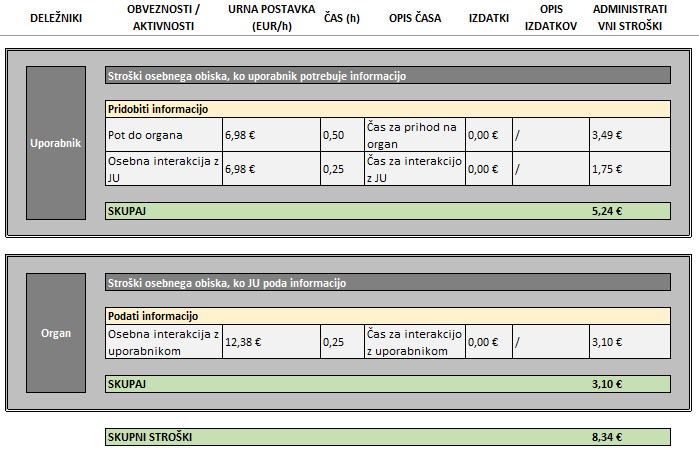 DELEŽNIKI OBVEZNOSTI / AKTIVNOSTI URNA POSTAVKA (EUR/h) ČAS (h) OPIS ČASA IZDATKI OPIS IZDATKOV ADMINISTRATI VNI STROŠKI
Uporabnik
Stroški osebnega obiska, ko uporabnik potrebuje informacijo
Pridobiti informacijo
Pot do organa 6,98 € 0,50 Čas za prihod na organ 0,00 € / 3,49 €
Osebna interakcija z JU 6,98 € 0,25 Čas za interakcijo z JU 0,00 € / 1,75 €
SKUPAJ 5,24 €
Organ
Stroški osebnega obiska, ko JU poda informacijo
Podati informacijo
Osebna interakcija z uporabnikom 12,38 € 0,25 Čas za interakcijo z uporabnikom 0,00 € / 3,10 €
SKUPAJ 3,10 €
SKUPNI STROŠKI 8,34 €